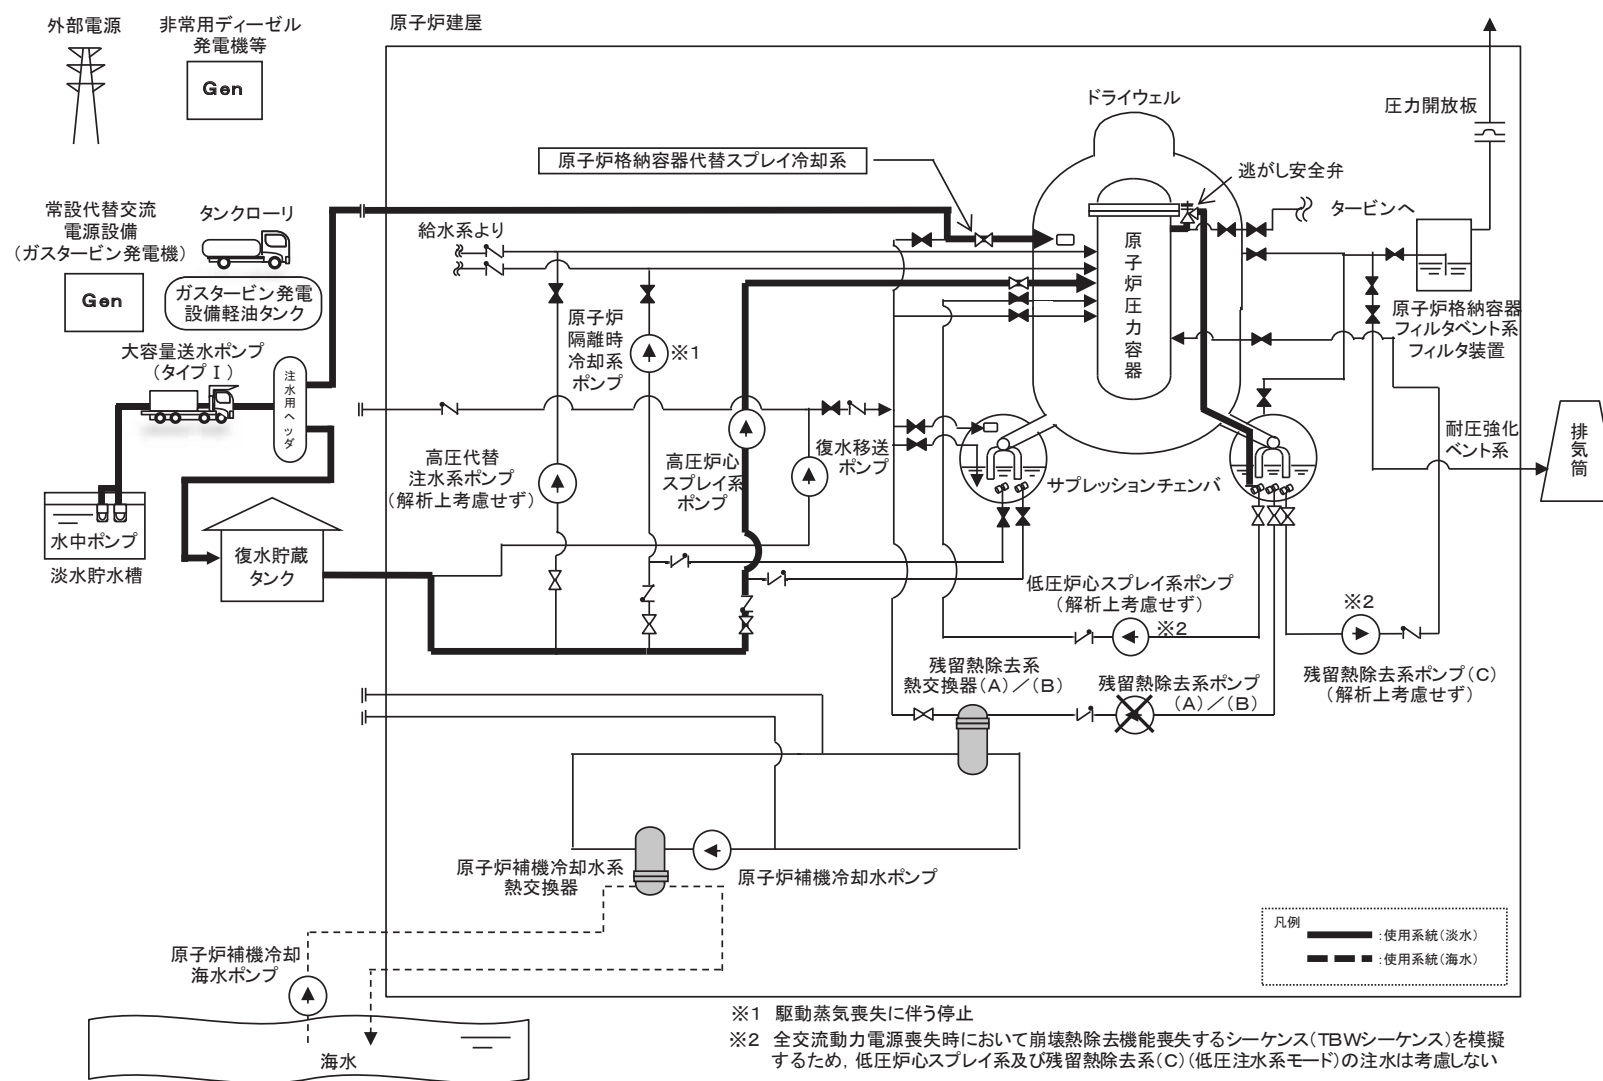 外部電源
非常用ディーゼル
発電機等
Gen
原子炉建屋
ドライウェル
圧力開放板
原子炉格納容器代替スプレイ冷却系
逃がし安全弁
常設代替交流
電源設備
(ガスタービン発電機)
Gen
タンクローリ
ガスタービン発電
設備軽油タンク
給水系より
タービンへ
原子炉圧力容器
原子炉
隔離時
冷却系
ポンプ
※1
原子炉格納容器
フィルタベント系
フィルタ装置
大容量送水ポンプ
(タイプⅠ)
注水用ヘッダ
高圧代替
注水系ポンプ
(解析上考慮せず)
高圧炉心
スプレイ系
ポンプ
復水移送
ポンプ
サプレッションチェンバ
耐圧強化
ベント系
排気筒
水中ポンプ
淡水貯水槽
復水貯蔵
タンク
低圧炉心スプレイ系ポンプ
(解析上考慮せず)
※2
※2
残留熱除去系
熱交換器(A)/(B)
残留熱除去系ポンプ
(A)/(B)
残留熱除去系ポンプ(C)
(解析上考慮せず)
原子炉補機冷却水系
熱交換器
原子炉補機冷却水ポンプ
原子炉補機冷却
海水ポンプ
海水
凡例
:使用系統(淡水)
:使用系統(海水)
※1 駆動蒸気喪失に伴う停止
※2 全交流動力電源喪失時において崩壊熱除去機能喪失するシーケンス(TBWシーケンス)を模擬
するため,低圧炉心スプレイ系及び残留熱除去系(C)(低圧注水系モード)の注水は考慮しない